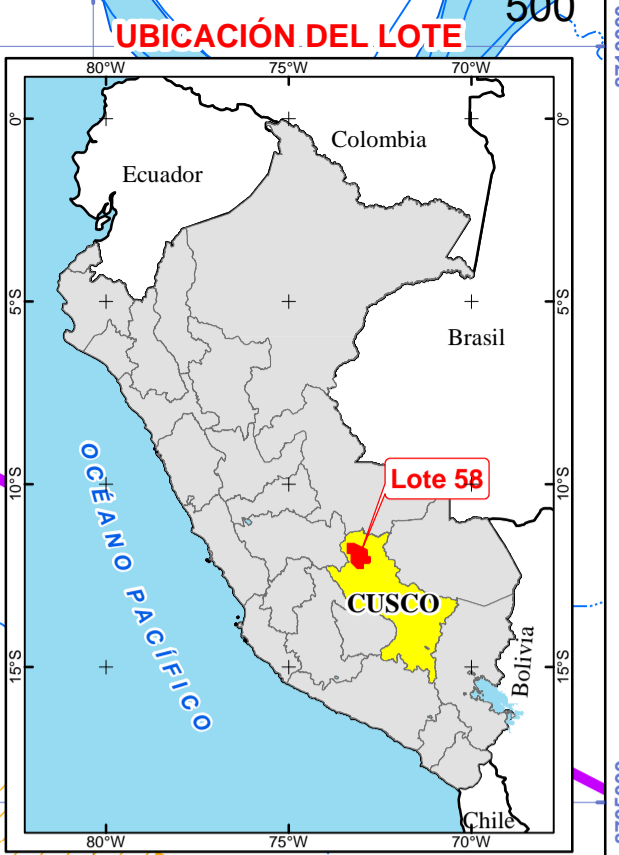 500
UBICACIÓN DEL LOTE
80°W 75°W 70°W
0° 0°
Colombia
Ecuador
5°S 5°S
Brasil
OCÉANO PACÍFICO
10°S 10°S
Lote 58
CUSCO
15°S 15°S
Bolivia
Chile
80°W 75°W 70°W